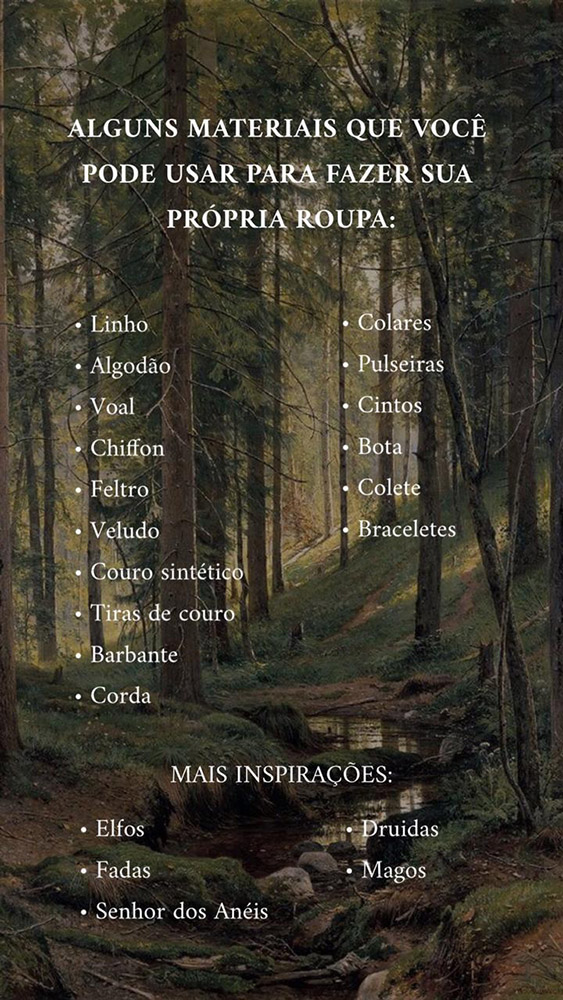 ALGUNS MATERIAIS QUE VOCÊ
PODE USAR PARA FAZER SUA
PRÓPRIA ROUPA:
• Linho
• Algodão
• Voal
• Chiffon
• Feltro
• Veludo
• Couro sintético
• Tiras de couro
• Barbante
• Corda
• Colares
• Pulseiras
• Cintos
• Bota
• Colete
• Braceletes
MAIS INSPIRAÇÕES:
• Elfos
• Fadas
• Senhor dos Anéis
• Druidas
• Magos